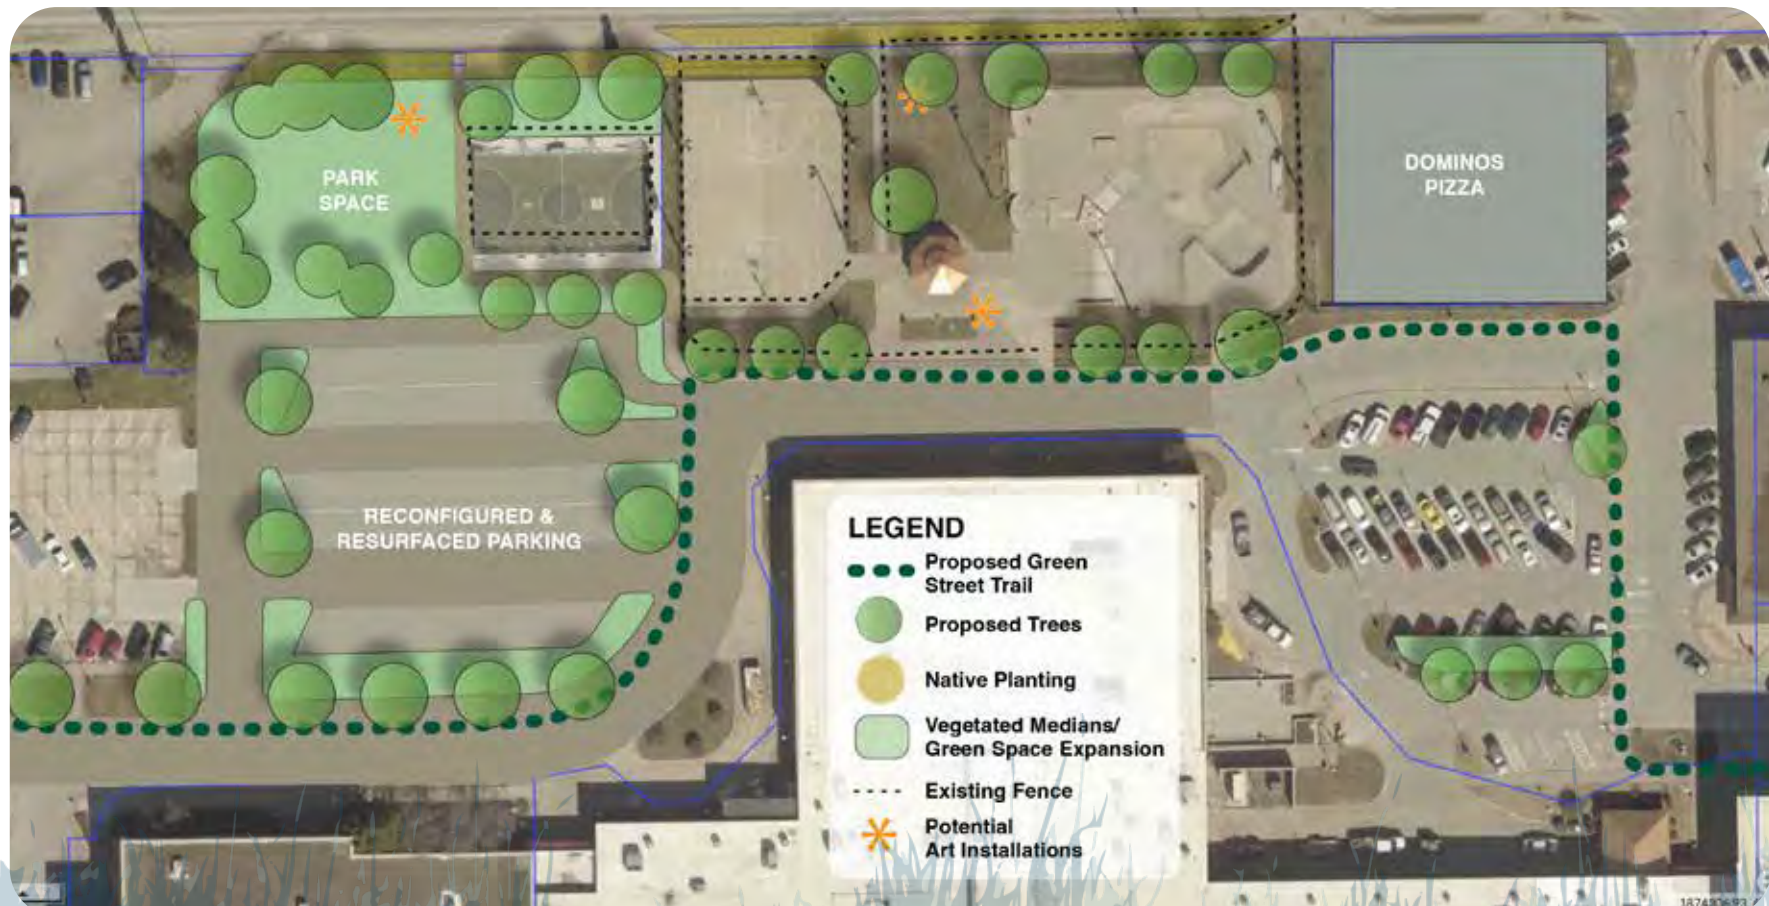 PARK
SPACE
DOMINOS
PIZZA
RECONFIGURED &
RESURFACED PARKING
LEGEND
Proposed Green
Street Trail
Proposed Trees
Native Planting
Vegetated Medians/
Green Space Expansion
Existing Fence
Potential
Art Installations
187420693